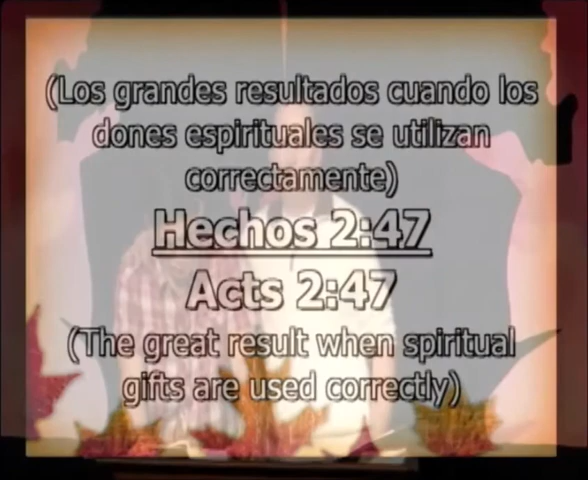 (Los grandes resultados cuando los
dones espirituales se utilizan
correctamente)
Hechos 2:47
Acts 2:47
(The great result when spiritual
gifts are used correctly)